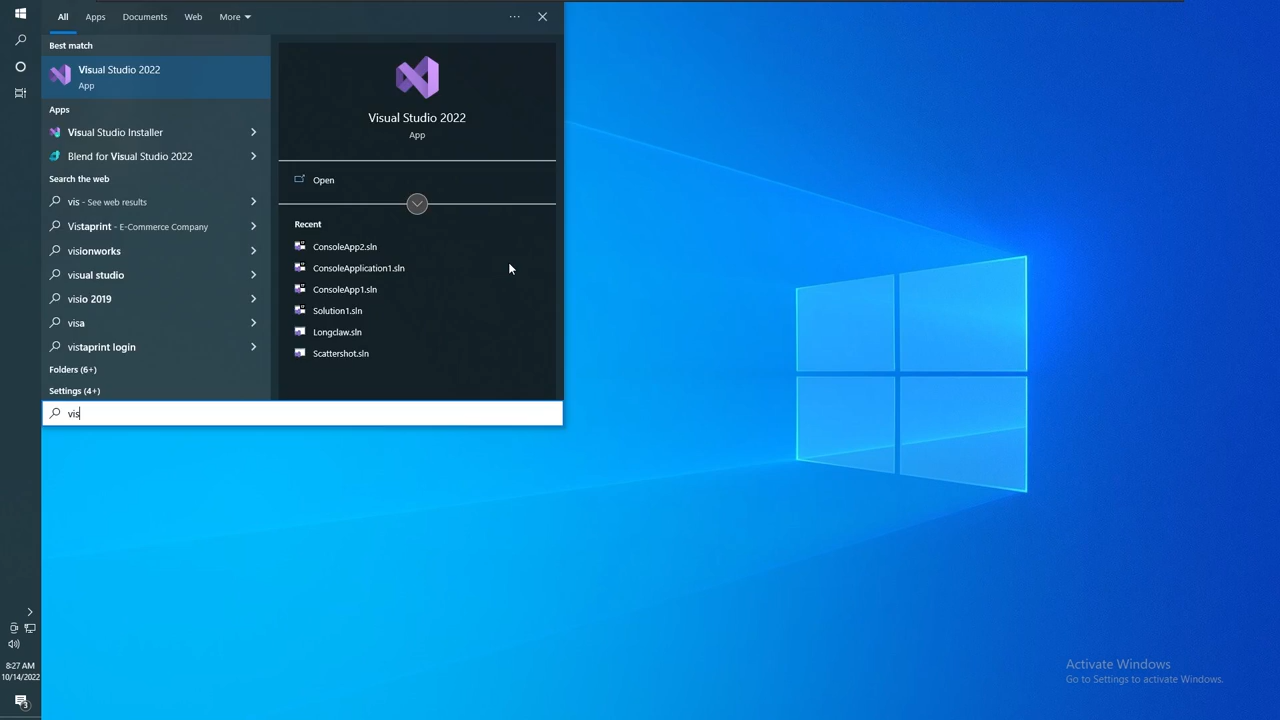 All
Apps
Documents
Web
More
Best match
Visual Studio 2022
App
Apps
Visual Studio Installer
Blend for Visual Studio 2022
Search the web
vis - See web results
Vistaprint - E-Commerce Company
visionworks
visual studio
visio 2019
visa
vistaprint login
Folders (6+)
Settings (4+)
vis
Visual Studio 2022
App
Open
Recent
ConsoleApp2.sln
ConsoleApplication1.sln
ConsoleApp1.sln
Solution1.sln
Longclaw.sln
Scattershot.sln
8:27 AM
10/14/2022
3
Activate Windows
Go to Settings to activate Windows.